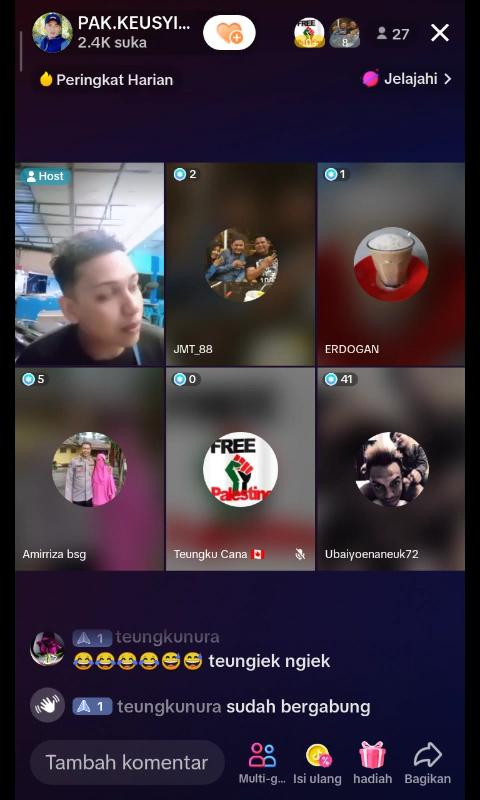 PAK.KEUSYI...
2.4K suka
8
27
Peringkat Harian
Jelajahi
Host
2
1
JMT_88
ERDOGAN
5
0
41
FREE
Palestine
Amirriza bsg
Teungku Cana 🇨🇦
Ubaiyoenaneuk72
1 teungkunura
😂😂😂😂😅😅 teungiek ngiek
1 teungkunura sudah bergabung
Tambah komentar
Multi-g...
Isi ulang
hadiah
Bagikan